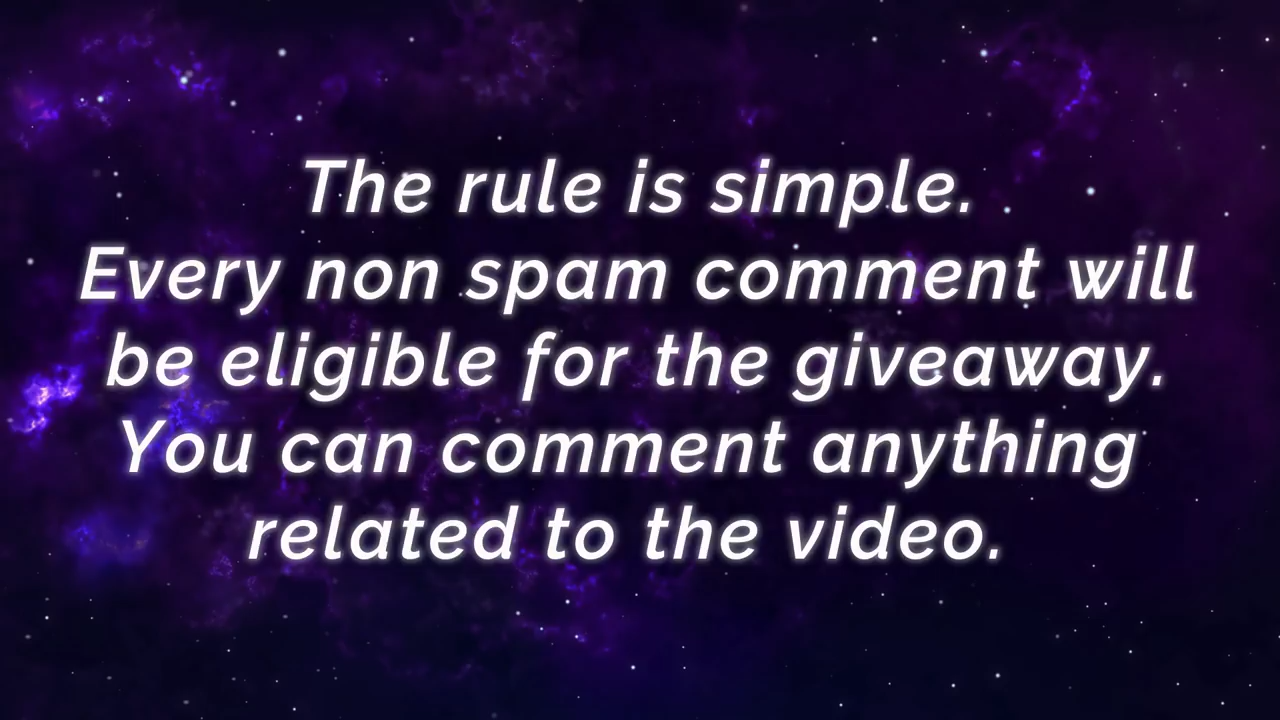 The rule is simple.
Every non spam comment will
be eligible for the giveaway.
You can comment anything
related to the video.